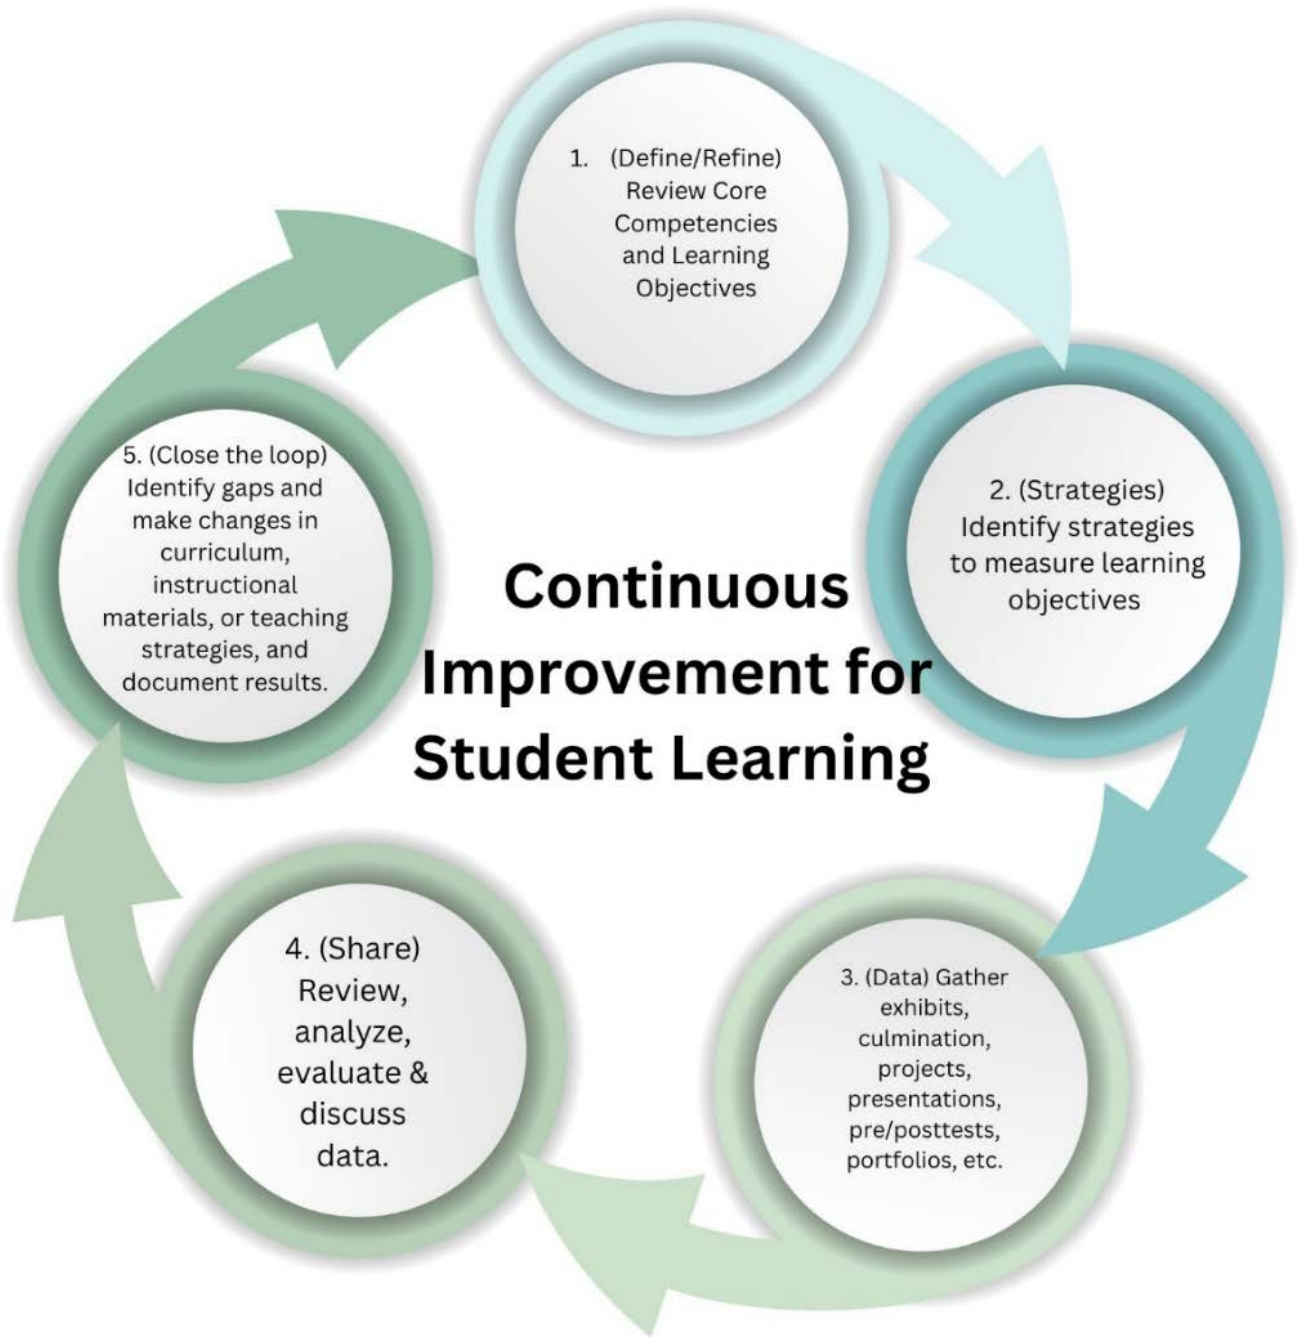 1. (Define/Refine)
Review Core
Competencies
and Learning
Objectives
2. (Strategies)
Identify strategies
to measure learning
objectives
3. (Data) Gather
exhibits,
culmination,
projects,
presentations,
pre/posttests,
portfolios, etc.
4. (Share)
Review,
analyze,
evaluate &
discuss
data.
5. (Close the loop)
Identify gaps and
make changes in
curriculum,
instructional
materials, or teaching
strategies, and
document results.
Continuous
Improvement for
Student Learning